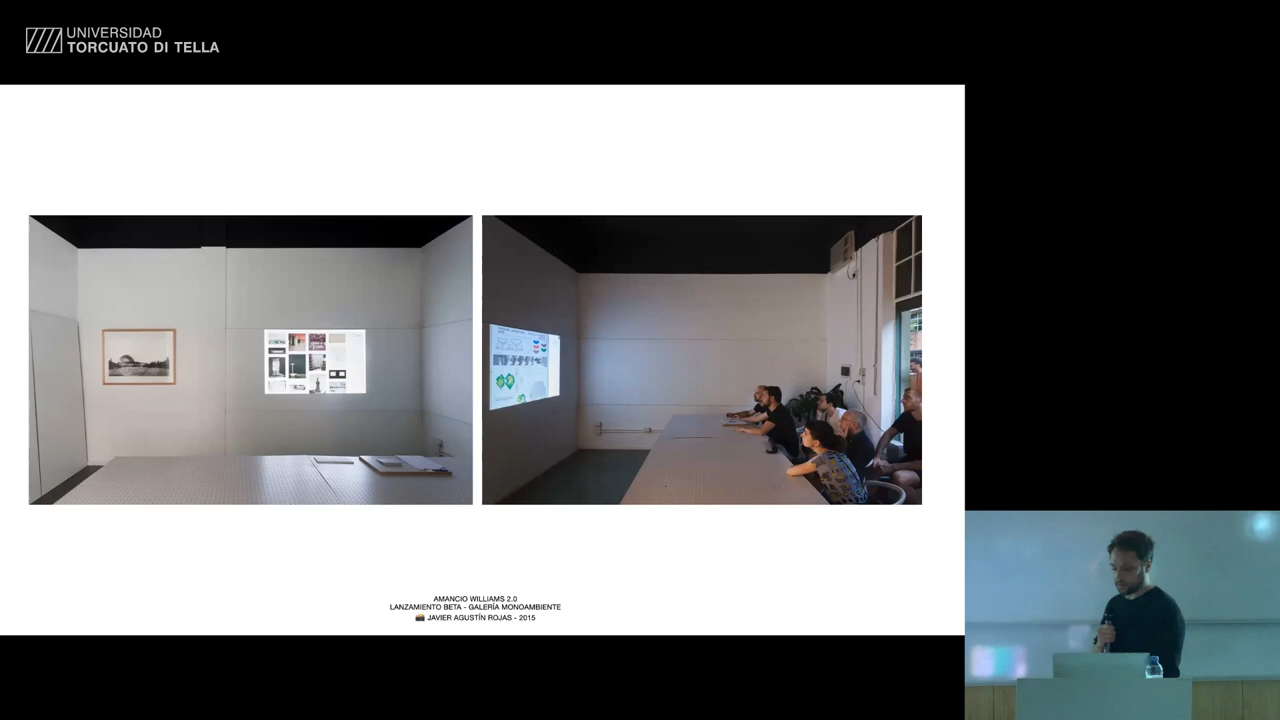 UNIVERSIDAD
TORCUATO DI TELLA
AMANCIO WILLIAMS 2.0
LANZAMIENTO BETA - GALERÍA MONOAMBIENTE
📸 JAVIER AGUSTÍN ROJAS - 2015